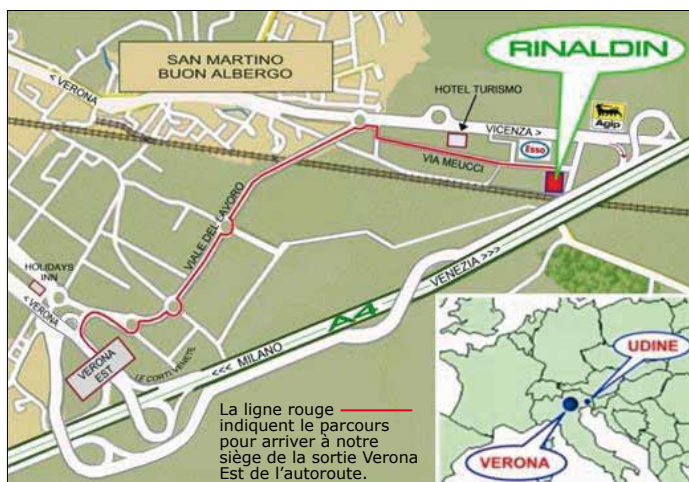 SAN MARTINO
BUON ALBERGO
RINALDIN
< VERONA
HOTEL TURISMO
Agip
VICENZA >
Esso
VIA MEUCCI
VIALE DEL LAVORO
HOLIDAYS
INN
< VERONA
VENEZIA >>>
A4
<<< MILANO
VERONA
EST
LE CORTI VENETE
UDINE
VERONA
La ligne rouge
indiquent le parcours
pour arriver à notre
siège de la sortie Verona
Est de l’autoroute.